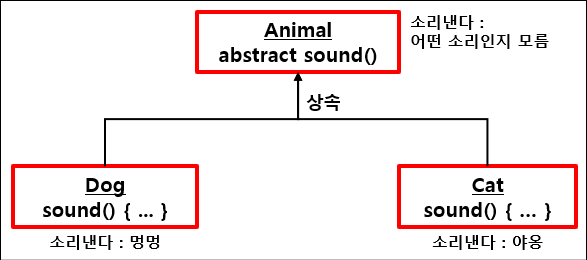 Animal
abstract sound()
소리낸다 :
어떤 소리인지 모름
상속
Dog
sound() { ... }
소리낸다 : 멍멍
Cat
sound() { ... }
소리낸다 : 야옹